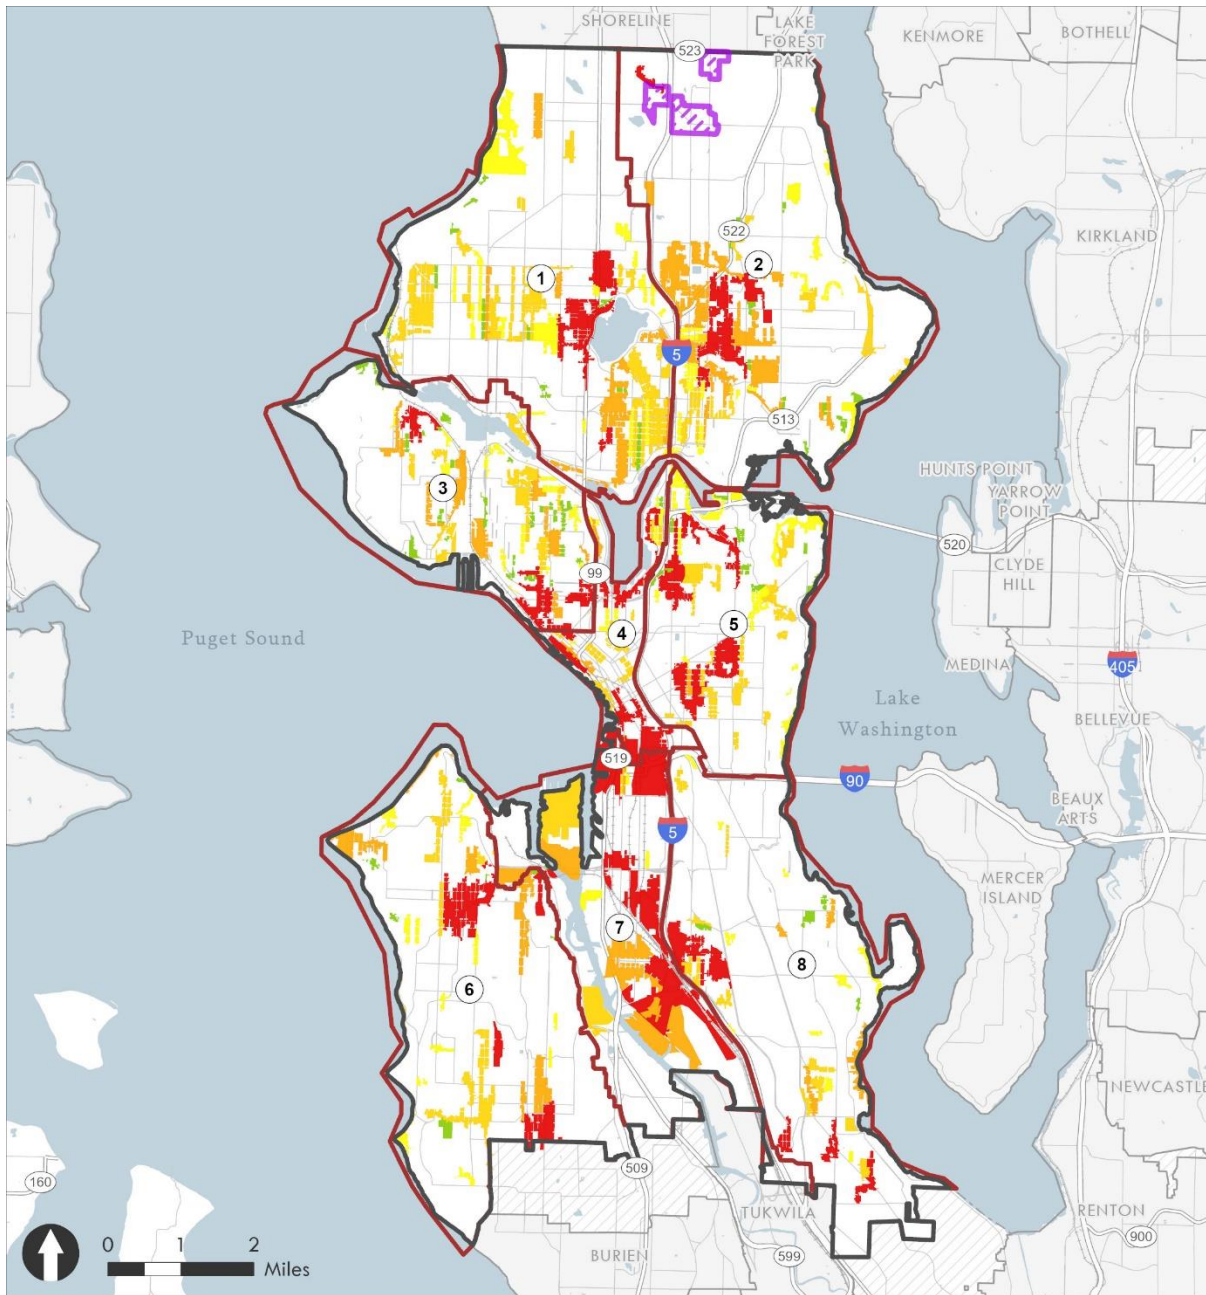 SHORELINE
LAKE
FOREST
PARK
KENMORE
BOTHELL
523
KIRKLAND
522
2
1
5
513
3
HUNTS POINT
YARROW
POINT
520
CLYDE
HILL
99
4
5
Puget Sound
MEDINA
405
Lake
Washington
BELLEVUE
519
90
BEAUX
ARTS
5
MERCER
ISLAND
7
8
6
NEWCASTLE
509
160
TUKWILA
RENTON
900
599
BURIEN
0 1 2
Miles